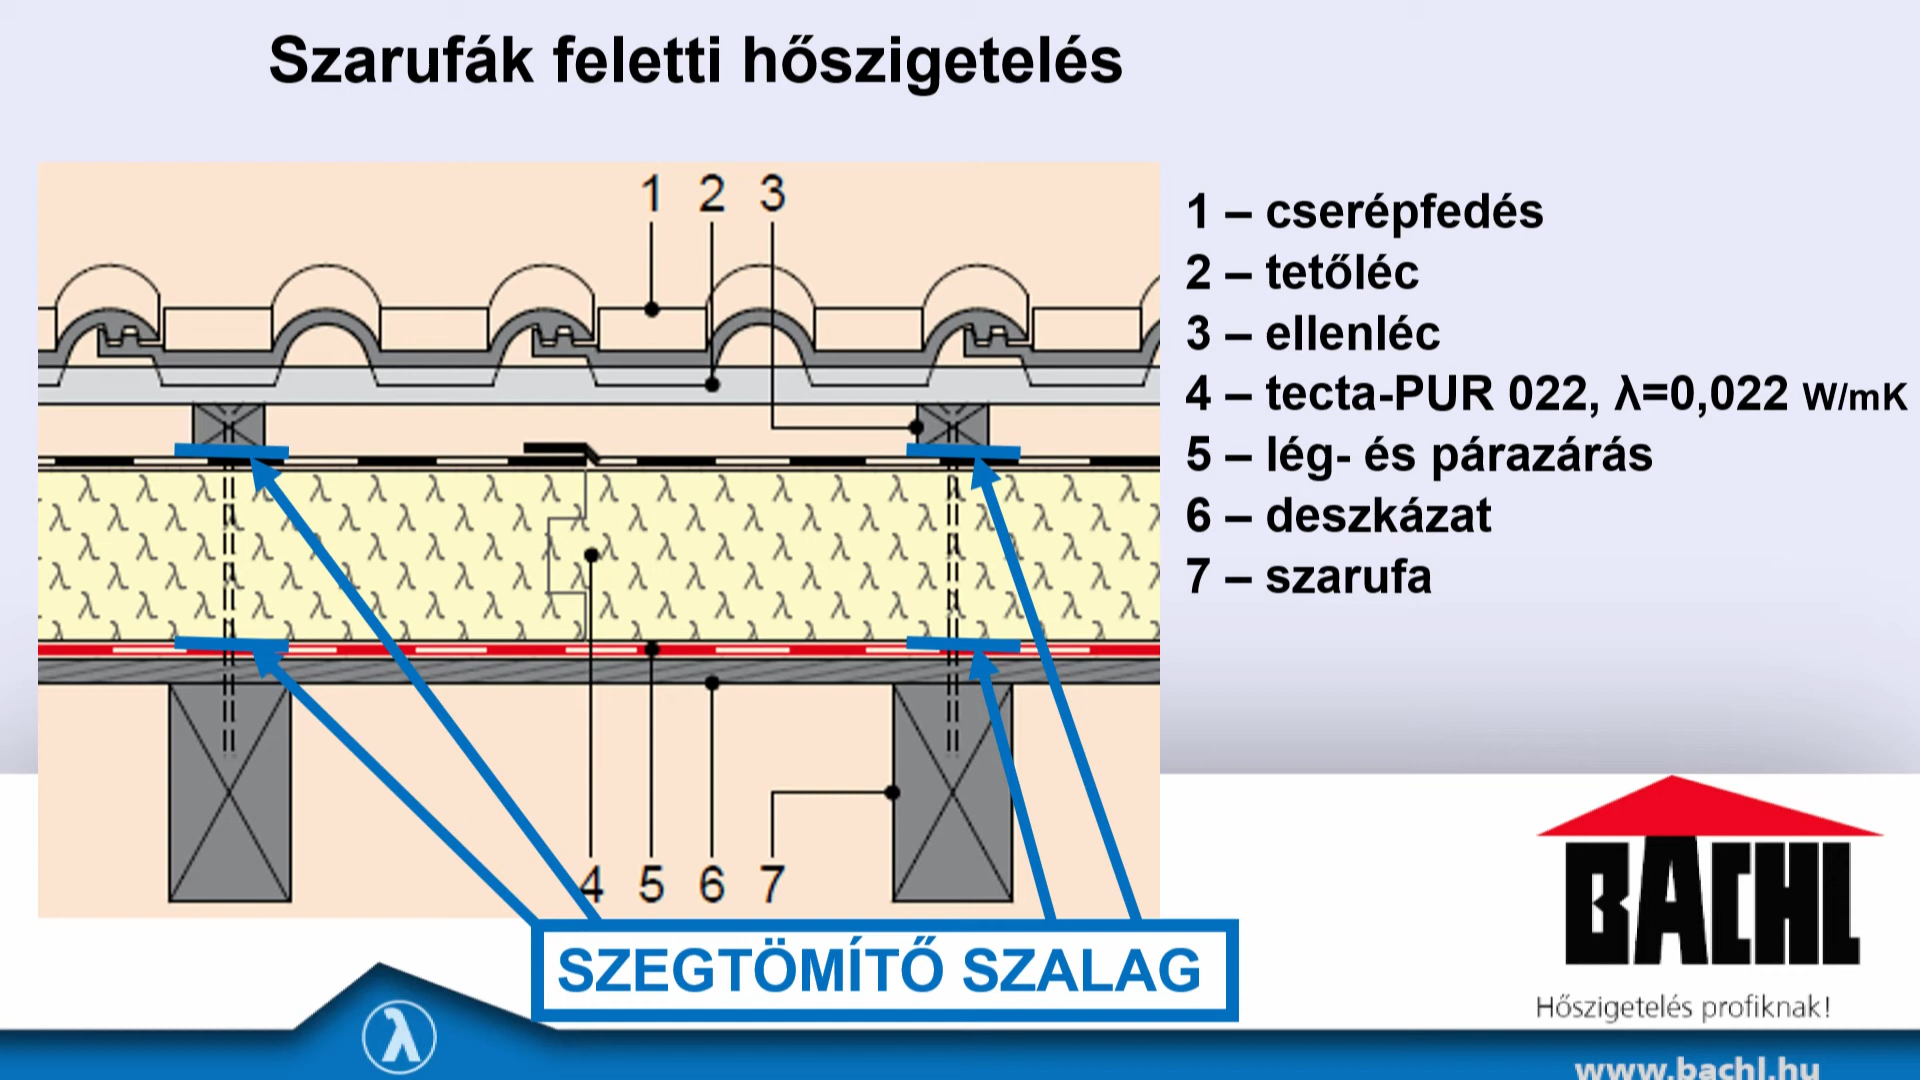 Szarufák feletti hőszigetelés
1 2 3
1 – cserépfedés
2 – tetőléc
3 – ellenléc
4 – tecta-PUR 022, λ=0,022 W/mK
5 – lég- és párazárás
6 – deszkázat
7 – szarufa
4 5 6 7
SZEGTÖMÍTŐ SZALAG
BACHL
Hőszigetelés profiknak!
λ
www.bachl.hu